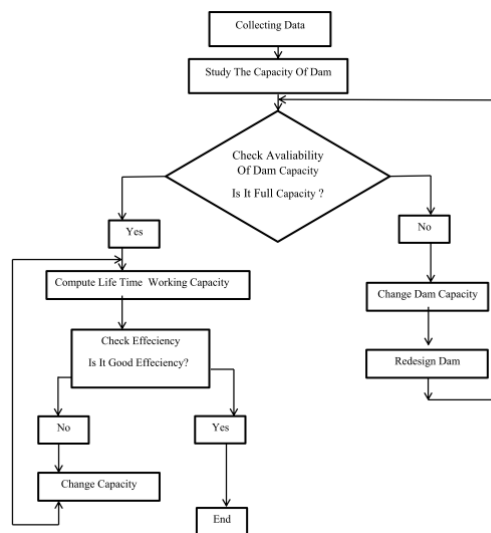 Collecting Data
Study The Capacity Of Dam
Check Avaliability
Of Dam Capacity
Is It Full Capacity ?
Yes
No
Compute Life Time Working Capacity
Change Dam Capacity
Check Effeciency
Is It Good Effeciency?
Redesign Dam
No
Yes
Change Capacity
End